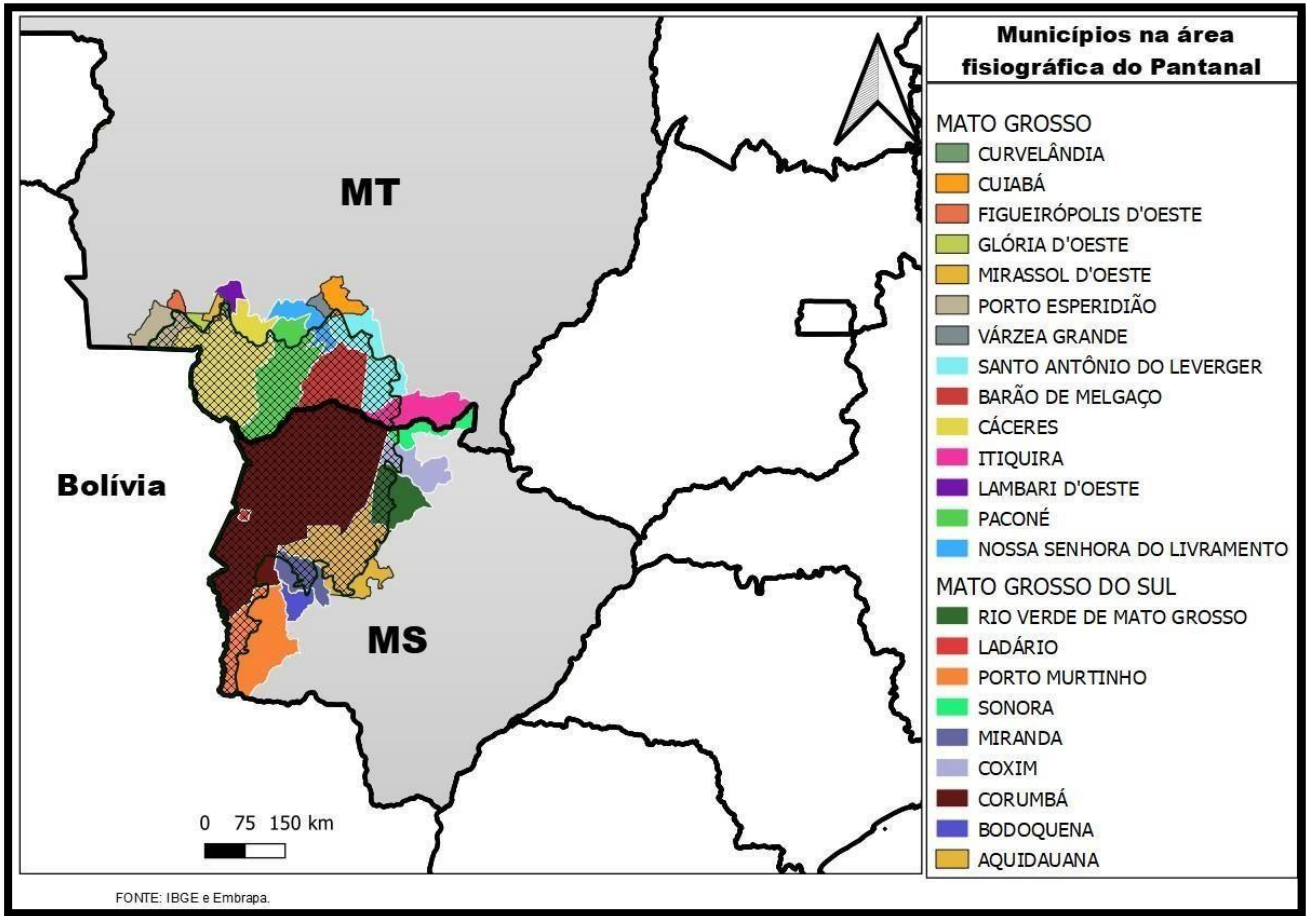 Municípios na área
fisiográfica do Pantanal
MATO GROSSO
CURVELÂNDIA
CUIABÁ
FIGUEIRÓPOLIS D'OESTE
GLÓRIA D'OESTE
MIRASSOL D'OESTE
PORTO ESPERIDIÃO
VÁRZEA GRANDE
SANTO ANTÔNIO DO LEVERGER
BARÃO DE MELGAÇO
CÁCERES
ITIQUIRA
LAMBARI D'OESTE
PACONÉ
NOSSA SENHORA DO LIVRAMENTO
MATO GROSSO DO SUL
RIO VERDE DE MATO GROSSO
LADÁRIO
PORTO MURTINHO
SONORA
MIRANDA
COXIM
CORUMBÁ
BODOQUENA
AQUIDAUANA
MT
Bolívia
MS
0 75 150 km
FONTE: IBGE e Embrapa.